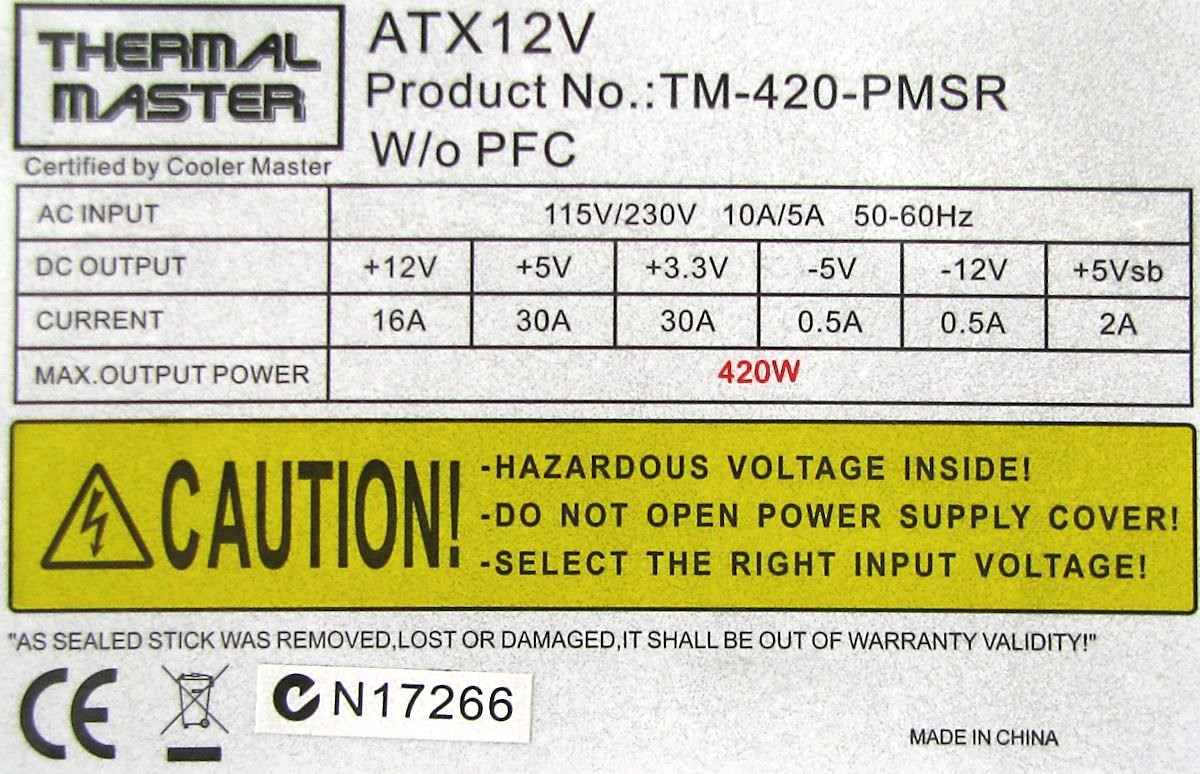 THERMAL
MASTER
Certified by Cooler Master
ATX12V
Product No.:TM-420-PMSR
W/o PFC
AC INPUT 115V/230V 10A/5A 50-60Hz
DC OUTPUT +12V +5V +3.3V -5V -12V +5Vsb
CURRENT 16A 30A 30A 0.5A 0.5A 2A
MAX.OUTPUT POWER 420W
CAUTION!
-HAZARDOUS VOLTAGE INSIDE!
-DO NOT OPEN POWER SUPPLY COVER!
-SELECT THE RIGHT INPUT VOLTAGE!
"AS SEALED STICK WAS REMOVED,LOST OR DAMAGED,IT SHALL BE OUT OF WARRANTY VALIDITY!"
CE
N17266
MADE IN CHINA